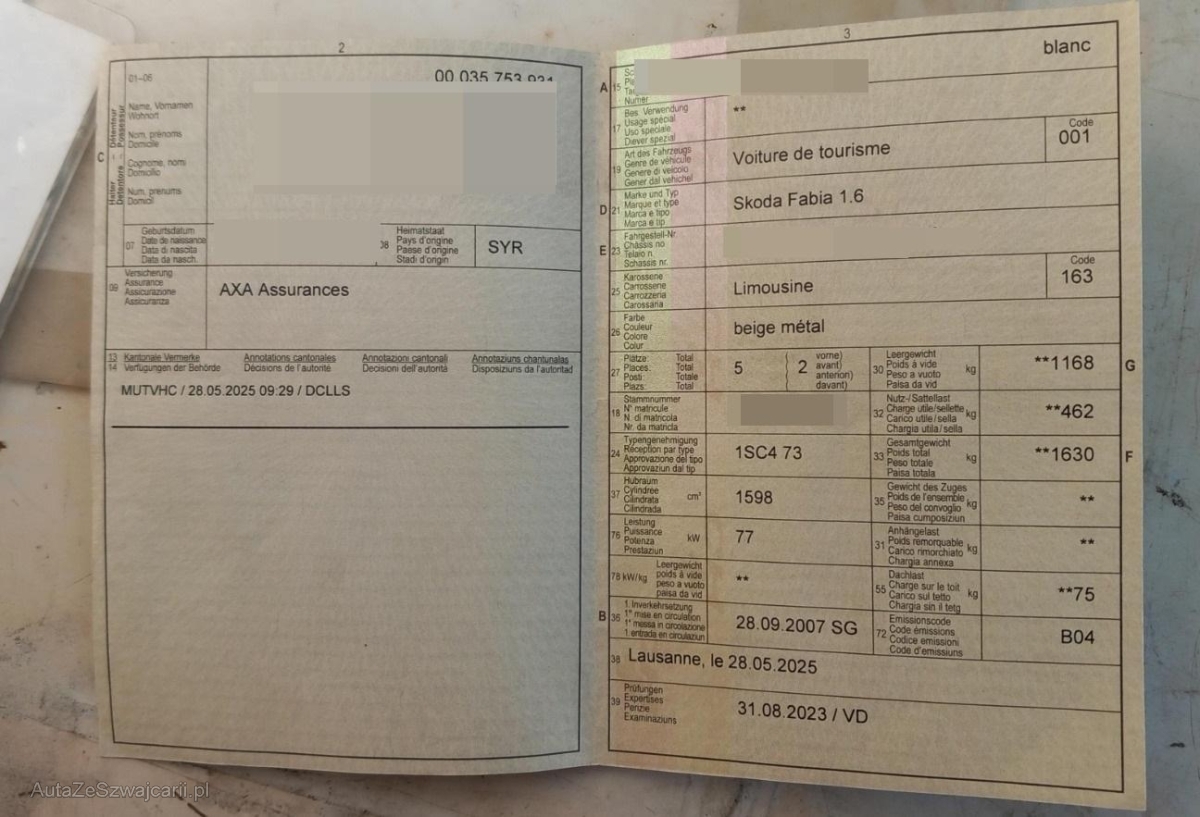 2
01-06
00 035 753 921
C
Halter Détenteur
Detentore Possessur
Name, Vornamen
Wohnort
Nom, prénoms
Domicile
Cognome, nomi
Domicilio
Num, prenums
Domicil
07
Geburtsdatum
Date de naissance
Data di nascita
Data da nasch.
08
Heimatstaat
Pays d'origine
Paese d'origine
Stadi d'origin
SYR
09
Versicherung
Assurance
Assicurazione
Assicuranza
AXA Assurances
13 Kantonale Vermerke Annotations cantonales Annotazioni cantonali Annotaziuns chantunalas
14 Verfügungen der Behörde Décisions de l'autorité Decisioni dell'autorità Disposiziuns da l'autoritad
MUTVHC / 28.05.2025 09:29 / DCLLS
3
blanc
A 15
Numer
17
Bes. Verwendung
Usage spécial
Uso speciale
Diever spezial
**
19
Art des Fahrzeugs
Genre de véhicule
Genere di veicolo
Gener dal vehichel
Voiture de tourisme
Code
001
D 21
Marke und Typ
Marque et type
Marca e tipo
Marca e tip
Skoda Fabia 1.6
E 23
Fahrgestell-Nr.
Châssis no
Telaio n.
Schassis nr.
25
Karosserie
Carrosserie
Carrozzeria
Carossaria
Limousine
Code
163
26
Farbe
Couleur
Colore
Colur
beige métal
27
Plätze Total
Places: Total
Posti: Totale
Plazs: Total
5
2
vorne)
avant)
anteriori)
davant)
30
Leergewicht
Poids à vide
Peso a vuoto
Paisa da vid
kg
**1168
G
18
Stammnummer
N° matricule
N. di matricola
Nr. da matricla
32
Nutz-/Sattellast
Charge utile/sellette
Carico utile/sella
Chargia utila/sella
kg
**462
24
Typengenehmigung
Réception par type
Approvazione del tipo
Approvaziun dal tip
1SC4 73
33
Gesamtgewicht
Poids total
Peso totale
Paisa totala
kg
**1630
F
37
Hubraum
Cylindrée
Cilindrata
Cilindrada
cm³
1598
35
Gewicht des Zuges
Poids de l'ensemble
Peso del convoglio
Paisa cumposiziun
kg
**
76
Leistung
Puissance
Potenza
Prestaziun
kW
77
31
Anhängelast
Poids remorquable
Carico rimorchiato
Chargia annexa
kg
**
78 kW/kg
Leergewicht
poids à vide
peso a vuoto
paisa da vid
**
55
Dachlast
Charge sur le toit
Carico sul tetto
Chargia sin il tetg
kg
**75
B 36
1. Inverkehrsetzung
1re mise en circulation
1a messa in circolazione
1. entrada en circulaziun
28.09.2007 SG
72
Emissionscode
Code émissions
Codice emissioni
Code d'emissiuns
B04
38
Lausanne, le 28.05.2025
39
Prüfungen
Expertises
Perizie
Examinaziuns
31.08.2023 / VD
AutaZeSzwajcarii.pl